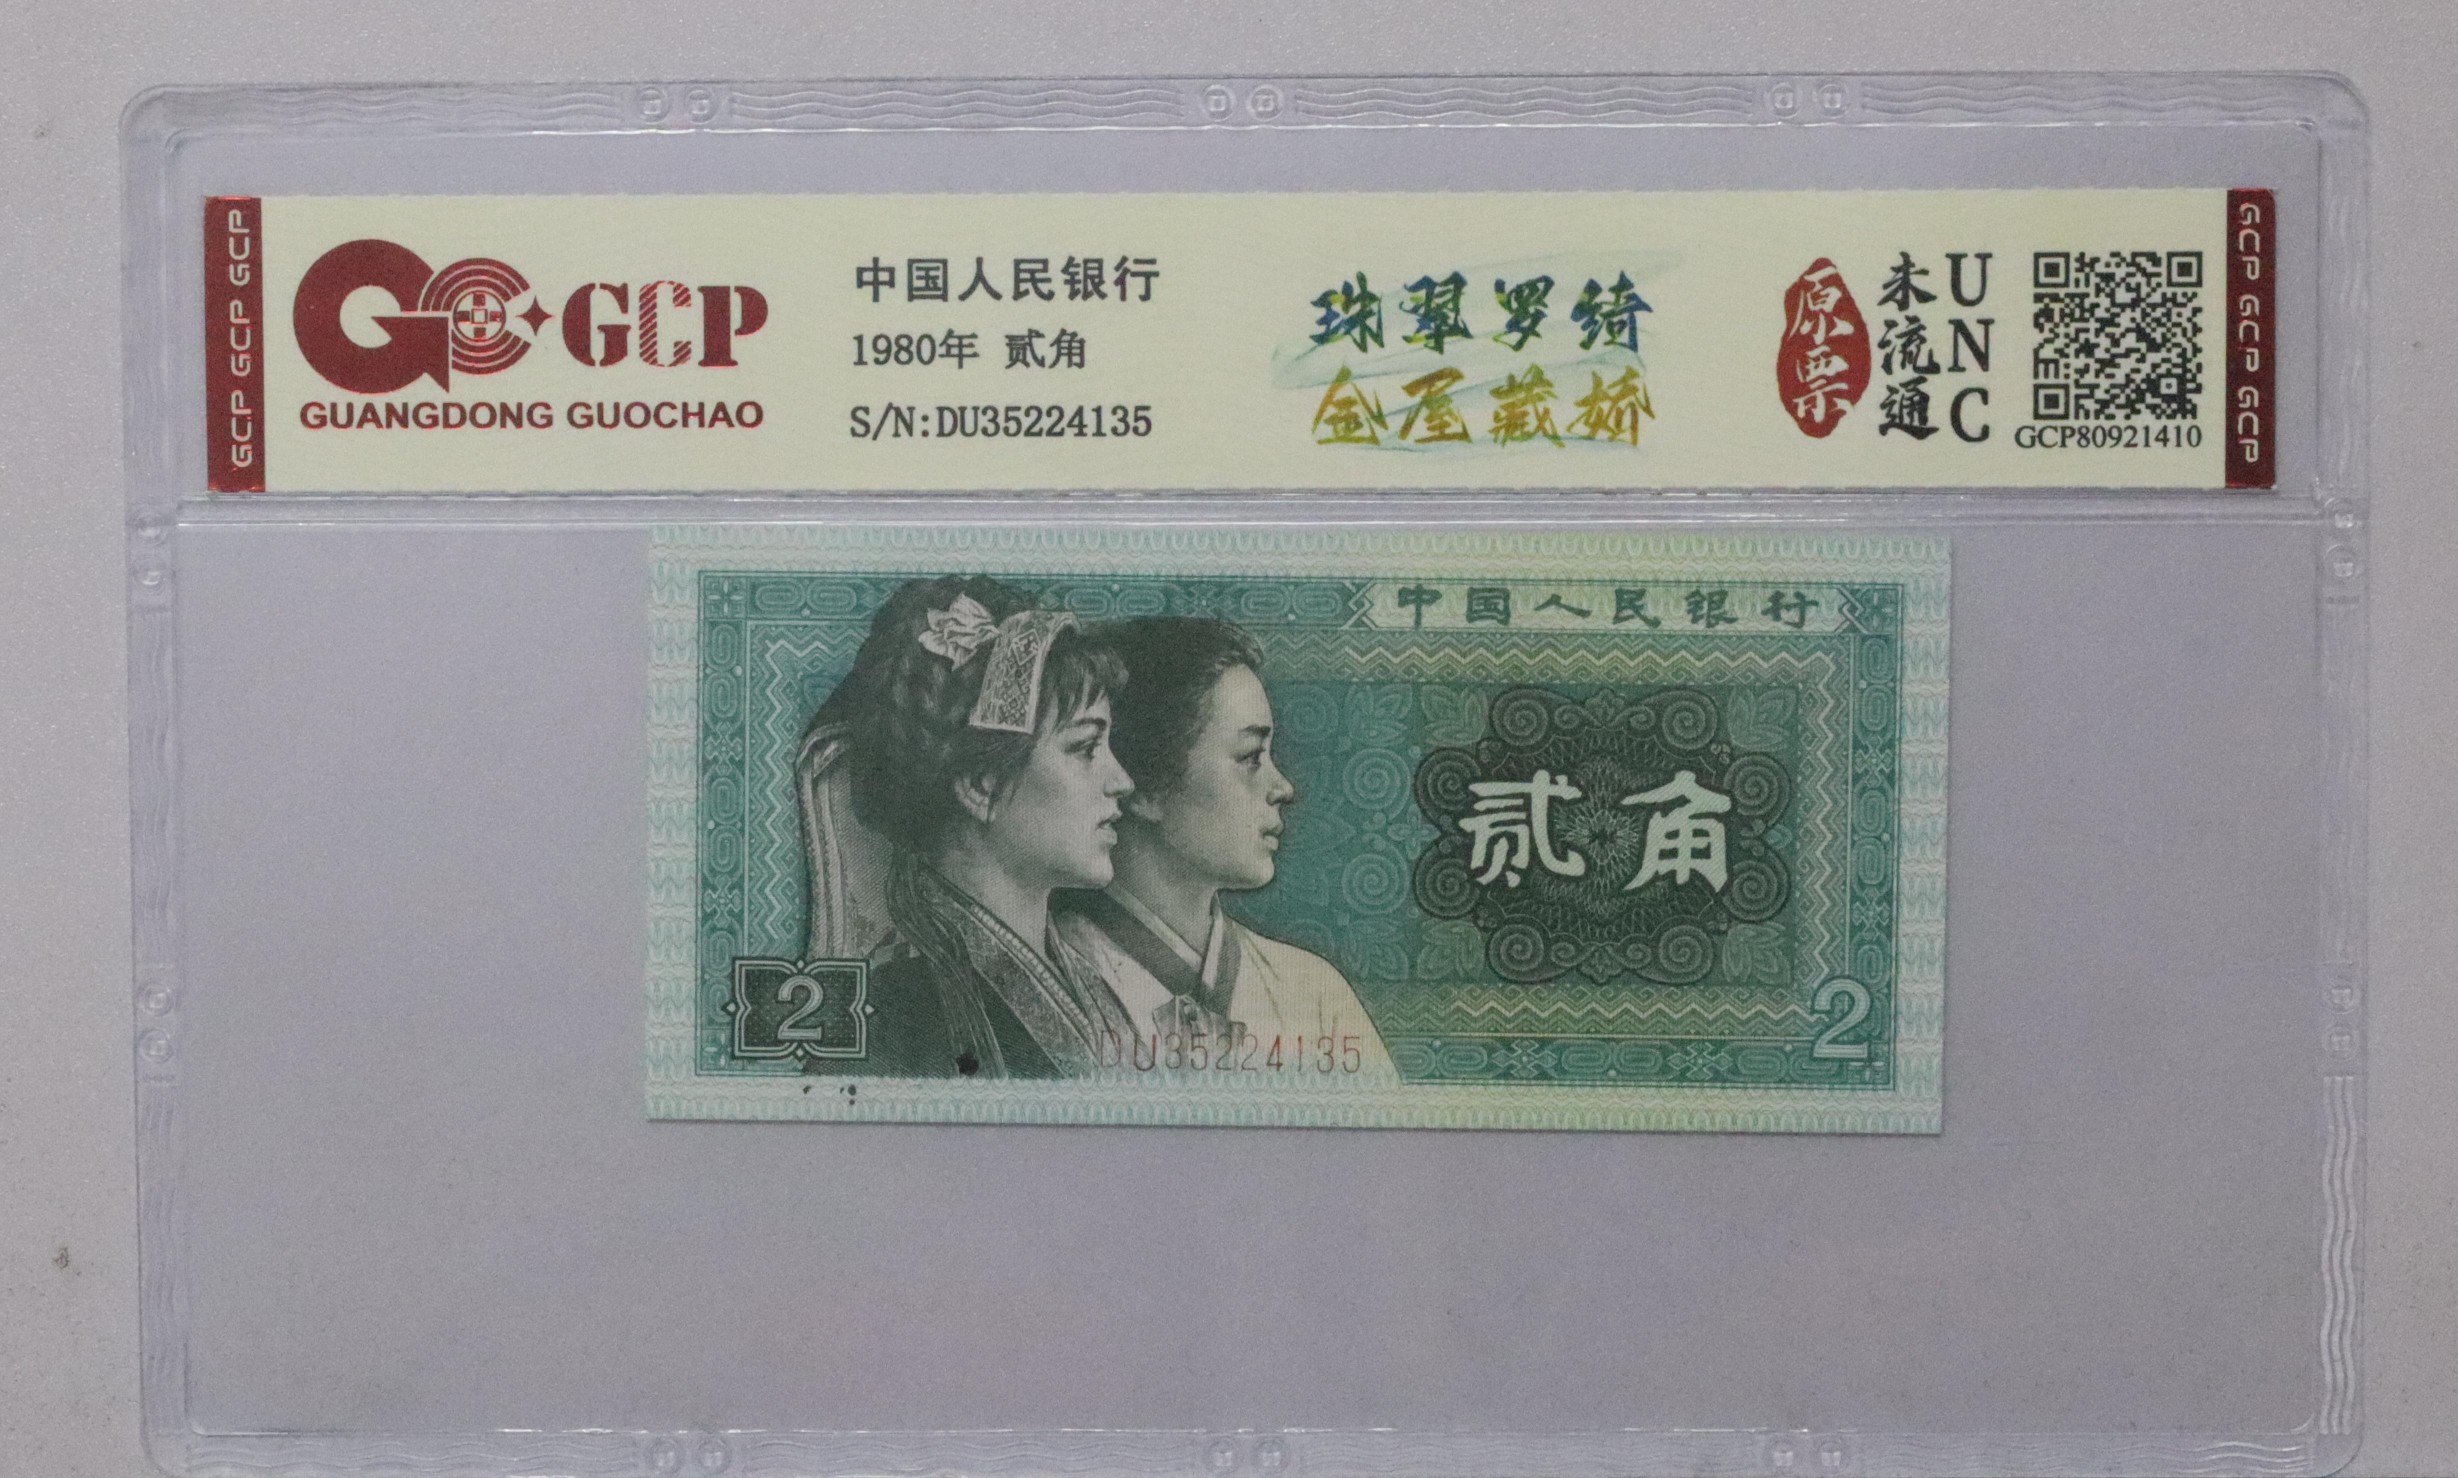 GCP GCP GCP
GCP
GUANGDONG GUOCHAO
中国人民银行
1980年 贰角
S/N:DU35224135
珠翠罗绮
金屋藏娇
原票
未流通
UNC
GCP80921410
GCP GCP GCP
中国人民银行
贰角
2
DU35224135
2